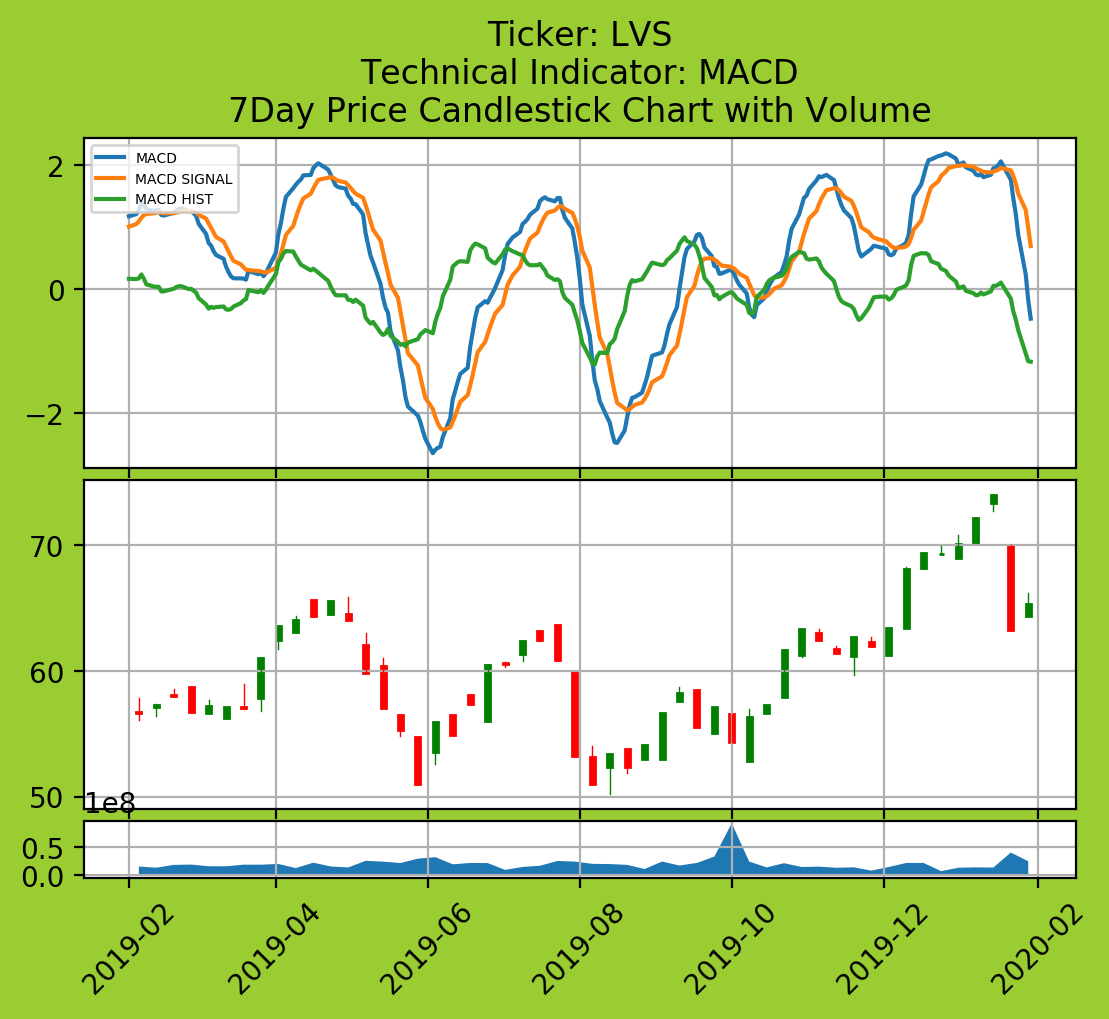 Ticker: LVS
Technical Indicator: MACD
7Day Price Candlestick Chart with Volume
MACD
MACD SIGNAL
MACD HIST
2
0
−2
70
60
50
1e8
0.5
0.0
2019-02
2019-04
2019-06
2019-08
2019-10
2019-12
2020-02